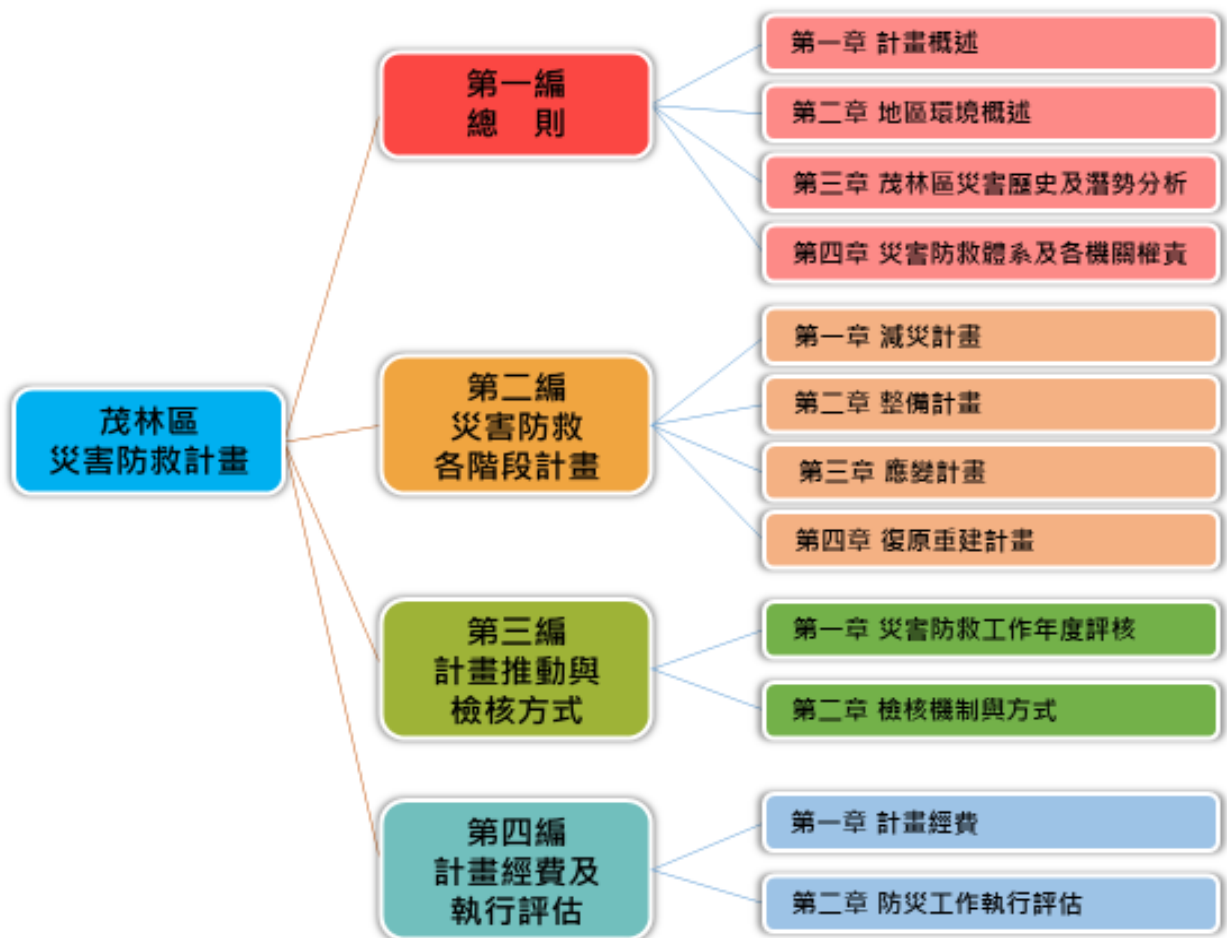 茂林區
災害防救計畫
第一編
總　則
第一章 計畫概述
第二章 地區環境概述
第三章 茂林區災害歷史及潛勢分析
第四章 災害防救體系及各機關權責
第二編
災害防救
各階段計畫
第一章 減災計畫
第二章 整備計畫
第三章 應變計畫
第四章 復原重建計畫
第三編
計畫推動與
檢核方式
第一章 災害防救工作年度評核
第二章 檢核機制與方式
第四編
計畫經費及
執行評估
第一章 計畫經費
第二章 防災工作執行評估